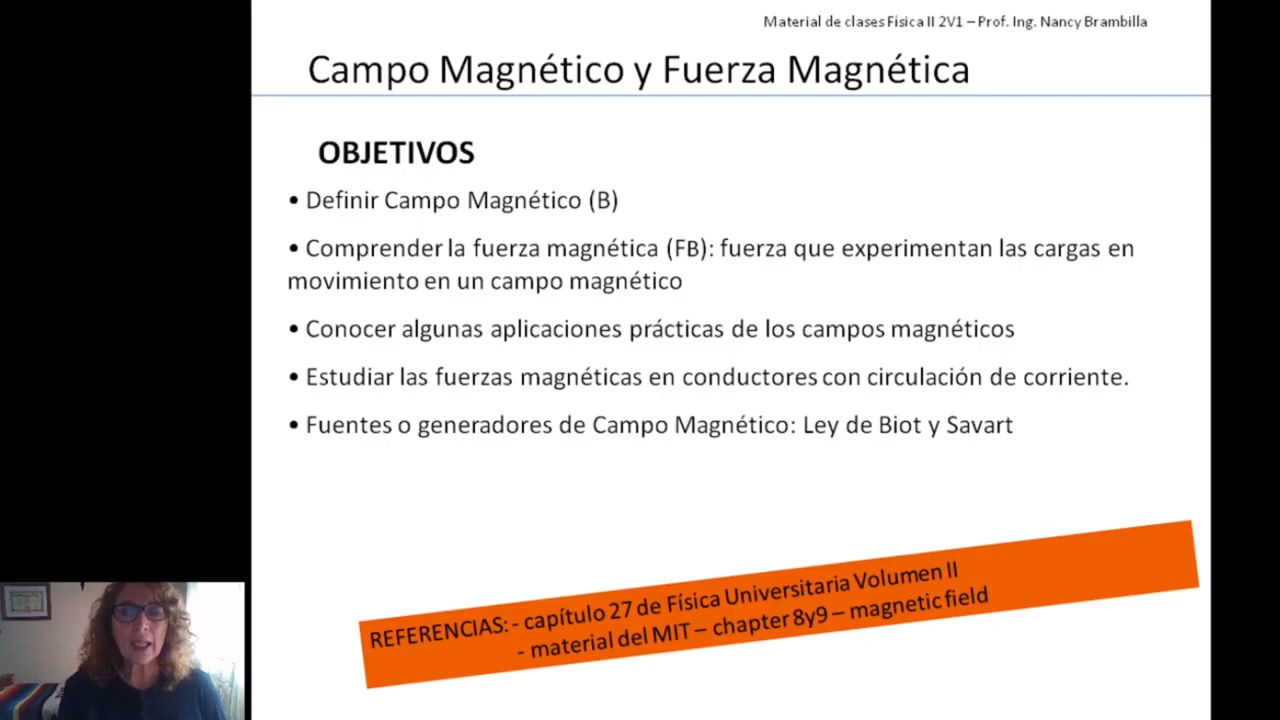 Material de clases Física II 2V1 – Prof. Ing. Nancy Brambilla
Campo Magnético y Fuerza Magnética
OBJETIVOS
• Definir Campo Magnético (B)
• Comprender la fuerza magnética (FB): fuerza que experimentan las cargas en
movimiento en un campo magnético
• Conocer algunas aplicaciones prácticas de los campos magnéticos
• Estudiar las fuerzas magnéticas en conductores con circulación de corriente.
• Fuentes o generadores de Campo Magnético: Ley de Biot y Savart
REFERENCIAS: - capítulo 27 de Física Universitaria Volumen II
- material del MIT – chapter 8y9 – magnetic field